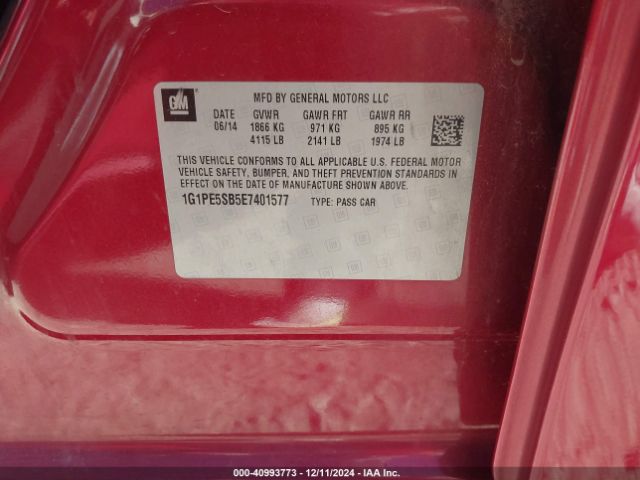 GM
MFD BY GENERAL MOTORS LLC
DATE GVWR GAWR FRT GAWR RR
06/14 1866 KG 971 KG 895 KG
4115 LB 2141 LB 1974 LB
THIS VEHICLE CONFORMS TO ALL APPLICABLE U.S. FEDERAL MOTOR
VEHICLE SAFETY, BUMPER, AND THEFT PREVENTION STANDARDS IN
EFFECT ON THE DATE OF MANUFACTURE SHOWN ABOVE.
1G1PE5SB5E7401577 TYPE: PASS CAR
000-40993773 - 12/11/2024 - IAA Inc.